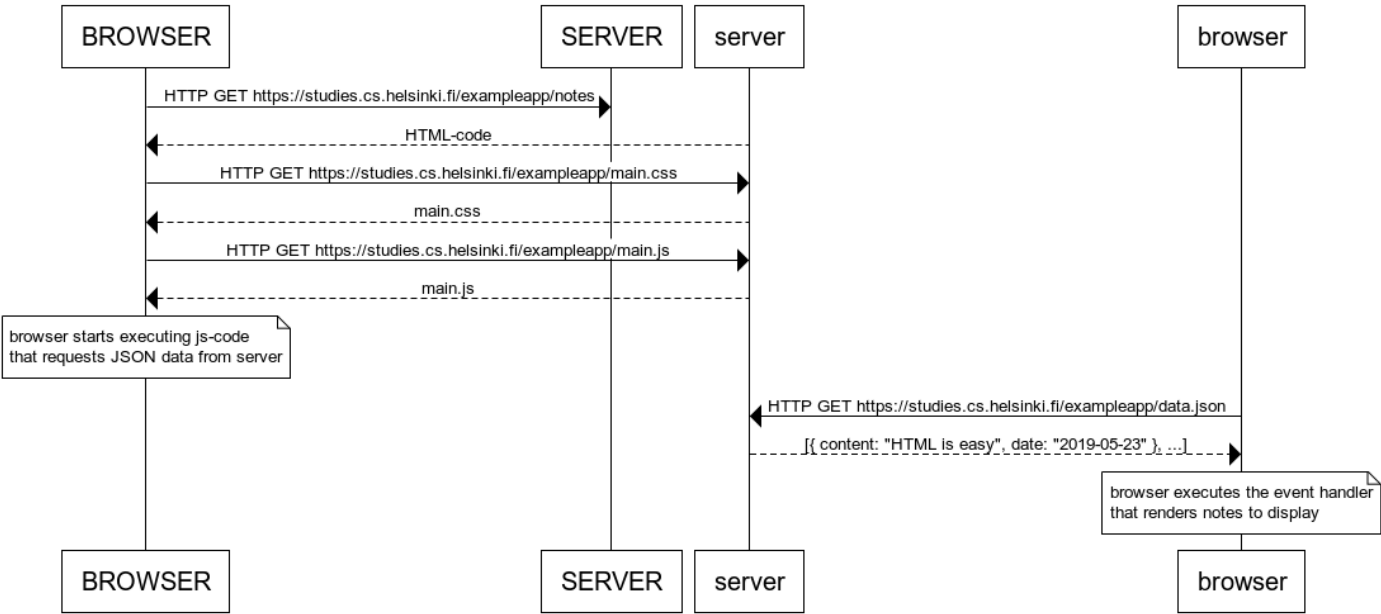 BROWSER
SERVER
server
browser
HTTP GET https://studies.cs.helsinki.fi/exampleapp/notes
HTML-code
HTTP GET https://studies.cs.helsinki.fi/exampleapp/main.css
main.css
HTTP GET https://studies.cs.helsinki.fi/exampleapp/main.js
main.js
browser starts executing js-code
that requests JSON data from server
HTTP GET https://studies.cs.helsinki.fi/exampleapp/data.json
[{ content: "HTML is easy", date: "2019-05-23" }, ...]
browser executes the event handler
that renders notes to display
BROWSER
SERVER
server
browser